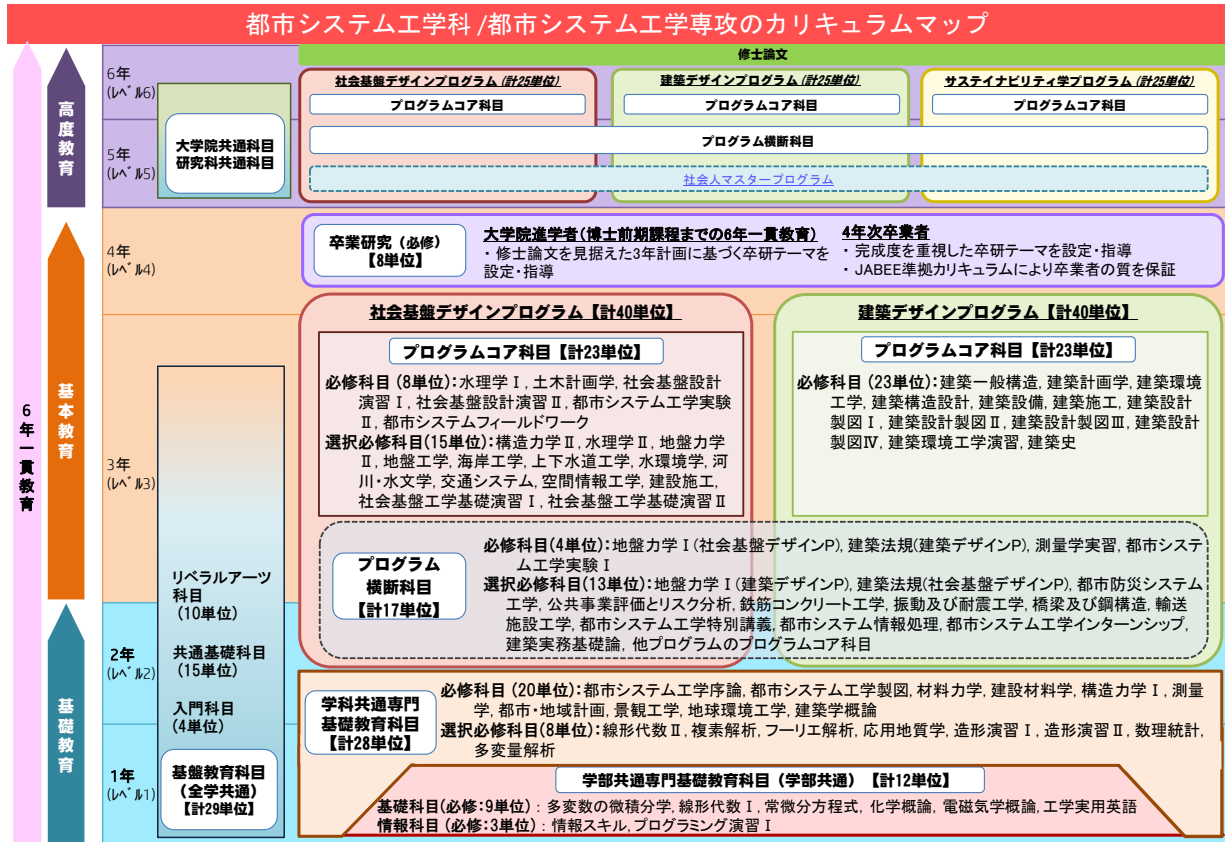 都市システム工学科/都市システム工学専攻のカリキュラムマップ
6年一貫教育
高度教育
基本教育
基礎教育
6年
(ﾚﾍﾞﾙ6)
5年
(ﾚﾍﾞﾙ5)
4年
(ﾚﾍﾞﾙ4)
3年
(ﾚﾍﾞﾙ3)
2年
(ﾚﾍﾞﾙ2)
1年
(ﾚﾍﾞﾙ1)
大学院共通科目
研究科共通科目
修士論文
社会基盤デザインプログラム(計25単位)
プログラムコア科目
建築デザインプログラム(計25単位)
プログラムコア科目
サステイナビリティ学プログラム(計25単位)
プログラムコア科目
プログラム横断科目
社会人マスタープログラム
卒業研究(必修)
【8単位】
大学院進学者(博士前期課程までの6年一貫教育)
・修士論文を見据えた3年計画に基づく卒研テーマを
設定・指導
4年次卒業者
・完成度を重視した卒研テーマを設定・指導
・JABEE準拠カリキュラムにより卒業者の質を保証
社会基盤デザインプログラム【計40単位】
プログラムコア科目【計23単位】
必修科目(8単位):水理学Ⅰ,土木計画学,社会基盤設計
演習Ⅰ,社会基盤設計演習Ⅱ,都市システム工学実験
Ⅱ,都市システムフィールドワーク
選択必修科目(15単位):構造力学Ⅱ,水理学Ⅱ,地盤力学
Ⅱ,地盤工学,海岸工学,上下水道工学,水環境学,河
川・水文学,交通システム,空間情報工学,建設施工,
社会基盤工学基礎演習Ⅰ,社会基盤工学基礎演習Ⅱ
建築デザインプログラム【計40単位】
プログラムコア科目【計23単位】
必修科目(23単位):建築一般構造,建築計画学,建築環境
工学,建築構造設計,建築設備,建築施工,建築設計
製図Ⅰ,建築設計製図Ⅱ,建築設計製図Ⅲ,建築設計
製図Ⅳ,建築環境工学演習,建築史
プログラム
横断科目
【計17単位】
必修科目(4単位):地盤力学Ⅰ(社会基盤デザインP),建築法規(建築デザインP),測量学実習,都市システ
ム工学実験Ⅰ
選択必修科目(13単位):地盤力学Ⅰ(建築デザインP),建築法規(社会基盤デザインP),都市防災システム
工学,公共事業評価とリスク分析,鉄筋コンクリート工学,振動及び耐震工学,橋梁及び鋼構造,輸送
施設工学,都市システム工学特別講義,都市システム情報処理,都市システム工学インターンシップ,
建築実務基礎論,他プログラムのプログラムコア科目
リベラルアーツ
科目
(10単位)
共通基礎科目
(15単位)
入門科目
(4単位)
基盤教育科目
(全学共通)
【計29単位】
学科共通専門
基礎教育科目
【計28単位】
必修科目(20単位):都市システム工学序論,都市システム工学製図,材料力学,建設材料学,構造力学Ⅰ,測量
学,都市・地域計画,景観工学,地球環境工学,建築学概論
選択必修科目(8単位):線形代数Ⅱ,複素解析,フーリエ解析,応用地質学,造形演習Ⅰ,造形演習Ⅱ,数理統計,
多変量解析
学部共通専門基礎教育科目(学部共通)【計12単位】
基礎科目(必修:9単位):多変数の微積分学,線形代数Ⅰ,常微分方程式,化学概論,電磁気学概論,工学実用英語
情報科目(必修:3単位):情報スキル,プログラミング演習Ⅰ